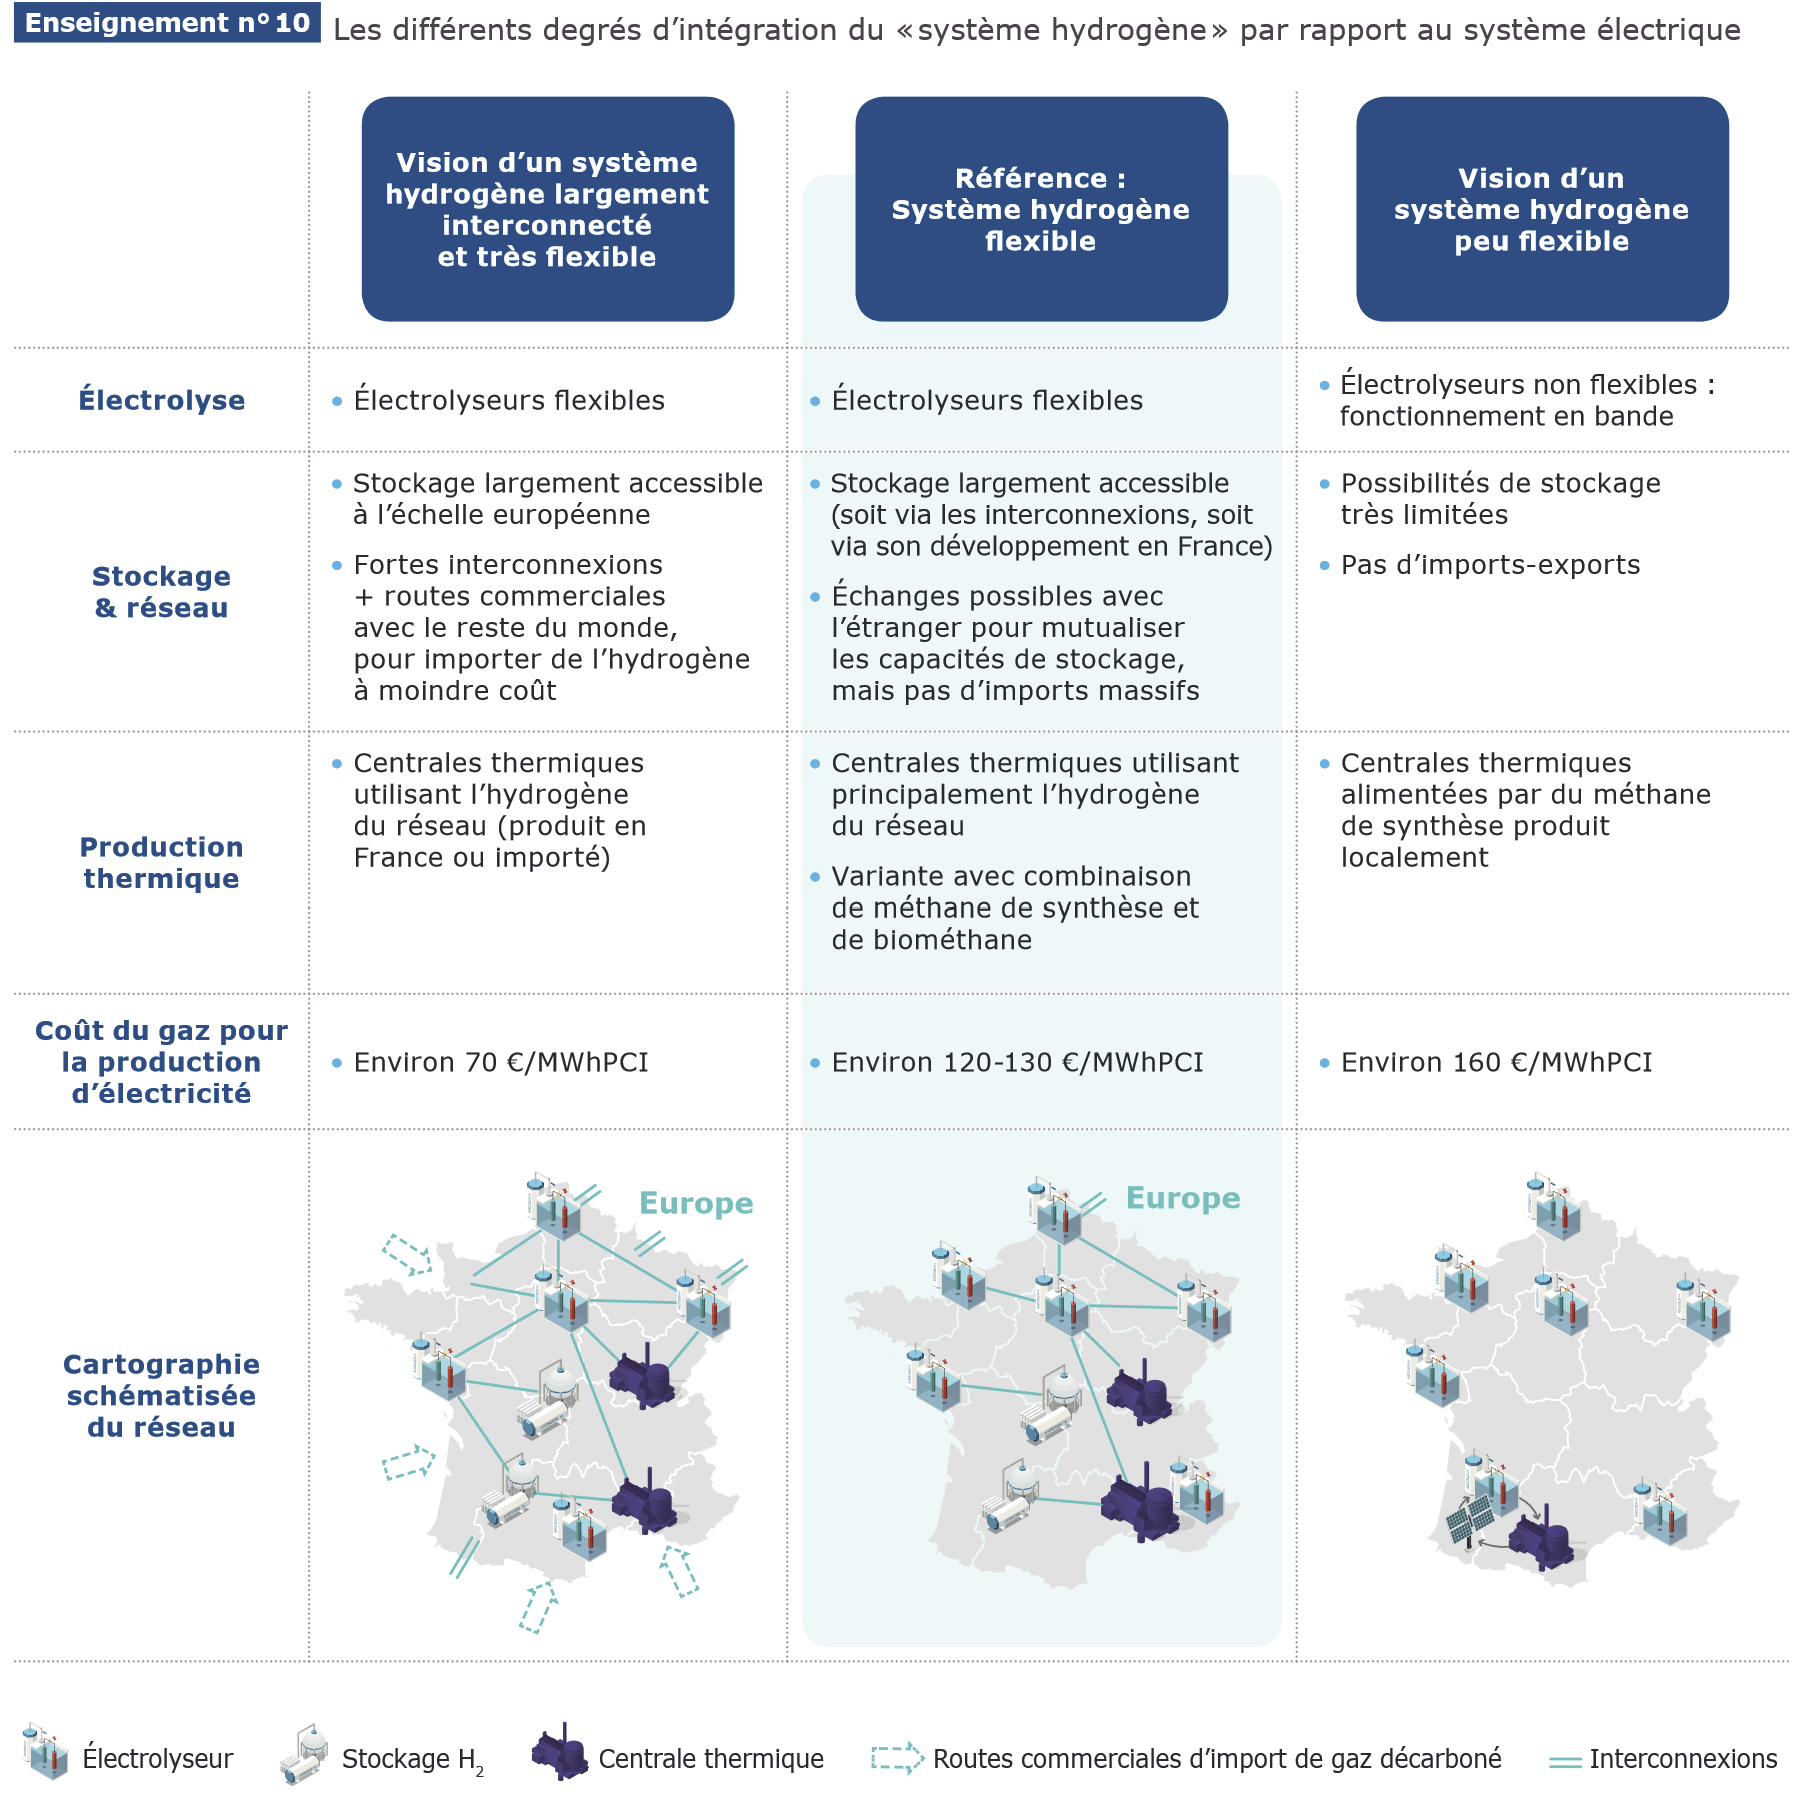 Enseignement n° 10
Les différents degrés d’intégration du «système hydrogène» par rapport au système électrique
Vision d’un système
hydrogène largement
interconnecté
et très flexible
Référence :
Système hydrogène
flexible
Vision d’un
système hydrogène
peu flexible
Électrolyse
• Électrolyseurs flexibles
• Électrolyseurs flexibles
• Électrolyseurs non flexibles :
fonctionnement en bande
Stockage
& réseau
• Stockage largement accessible
à l’échelle européenne
• Fortes interconnexions
+ routes commerciales
avec le reste du monde,
pour importer de l’hydrogène
à moindre coût
• Stockage largement accessible
(soit via les interconnexions, soit
via son développement en France)
• Échanges possibles avec
l’étranger pour mutualiser
les capacités de stockage,
mais pas d’imports massifs
• Possibilités de stockage
très limitées
• Pas d’imports-exports
Production
thermique
• Centrales thermiques
utilisant l’hydrogène
du réseau (produit en
France ou importé)
• Centrales thermiques utilisant
principalement l’hydrogène
du réseau
• Variante avec combinaison
de méthane de synthèse et
de biométhane
• Centrales thermiques
alimentées par du méthane
de synthèse produit
localement
Coût du gaz pour
la production
d’électricité
• Environ 70 €/MWhPCI
• Environ 120-130 €/MWhPCI
• Environ 160 €/MWhPCI
Cartographie
schématisée
du réseau
Europe
Europe
Électrolyseur
Stockage H₂
Centrale thermique
Routes commerciales d’import de gaz décarboné
Interconnexions